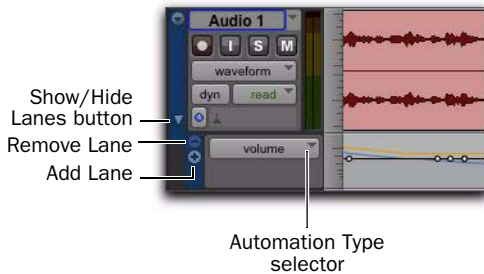 Audio 1
I S M
waveform
dyn read
Show/Hide
Lanes button
Remove Lane
volume
Add Lane
Automation Type
selector